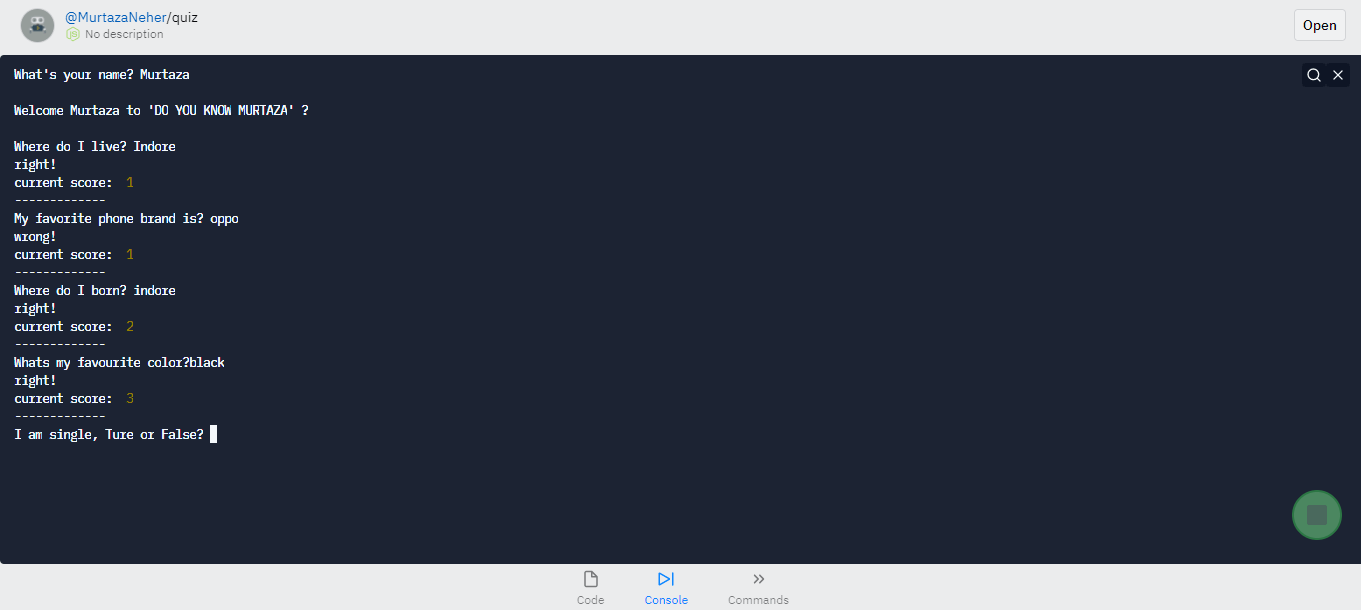 @MurtazaNeher/quiz
No description
Open
What's your name? Murtaza
Welcome Murtaza to 'DO YOU KNOW MURTAZA' ?
Where do I live? Indore
right!
current score: 1
-------------
My favorite phone brand is? oppo
wrong!
current score: 1
-------------
Where do I born? indore
right!
current score: 2
-------------
Whats my favourite color?black
right!
current score: 3
-------------
I am single, Ture or False?
Code
Console
Commands